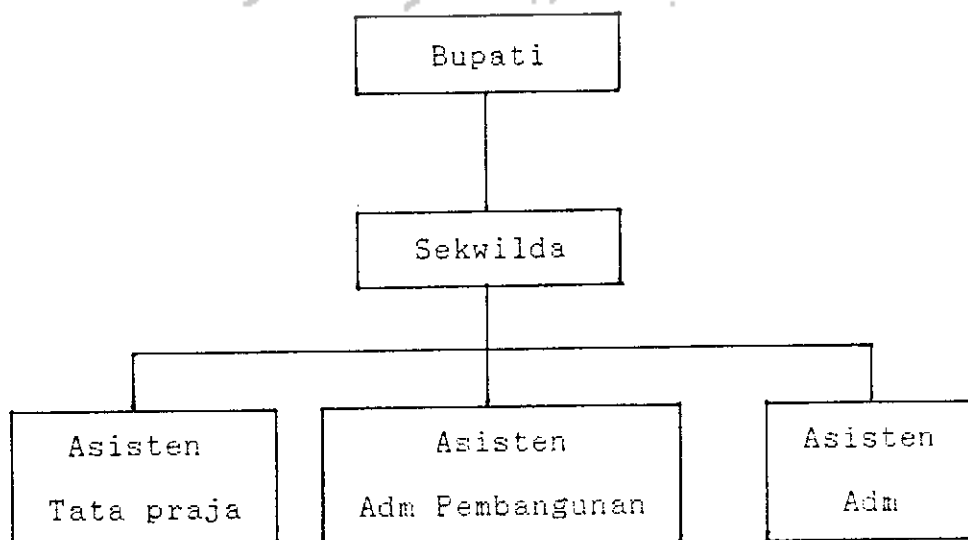 Bupati
Sekwilda
Asisten
Tata praja
Asisten
Adm Pembangunan
Asisten
Adm